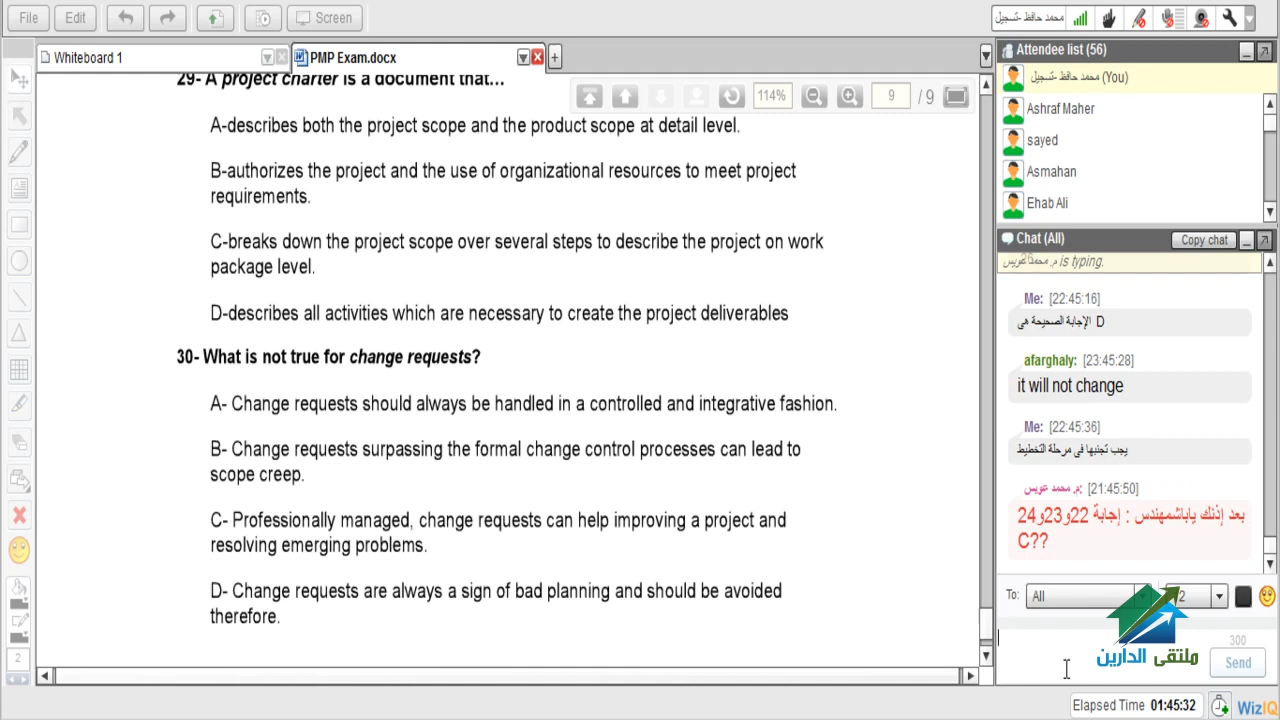 File
Edit
Screen
Whiteboard 1
PMP Exam.docx
+
29- A project charter is a document that...
114%
9
/ 9
A-describes both the project scope and the product scope at detail level.
B-authorizes the project and the use of organizational resources to meet project
requirements.
C-breaks down the project scope over several steps to describe the project on work
package level.
D-describes all activities which are necessary to create the project deliverables
30- What is not true for change requests?
A- Change requests should always be handled in a controlled and integrative fashion.
B- Change requests surpassing the formal change control processes can lead to
scope creep.
C- Professionally managed, change requests can help improving a project and
resolving emerging problems.
D- Change requests are always a sign of bad planning and should be avoided
therefore.
2
محمد حافظ -تسجيل
Attendee list (56)
محمد حافظ -تسجيل (You)
Ashraf Maher
sayed
Asmahan
Ehab Ali
Chat (All)
Copy chat
م. محمد عويس is typing.
Me: [22:45:16]
الإجابة الصحيحة هى D
afarghaly: [23:45:28]
it will not change
Me: [22:45:36]
يجب تجنبها فى مرحلة التخطيط
م. محمد عويس: [21:45:50]
بعد إذنك ياباشمهندس : إجابة 22و23و24
C??
To:
All
2
300
Send
ملتقى الدارين
Elapsed Time 01:45:32
WizIQ